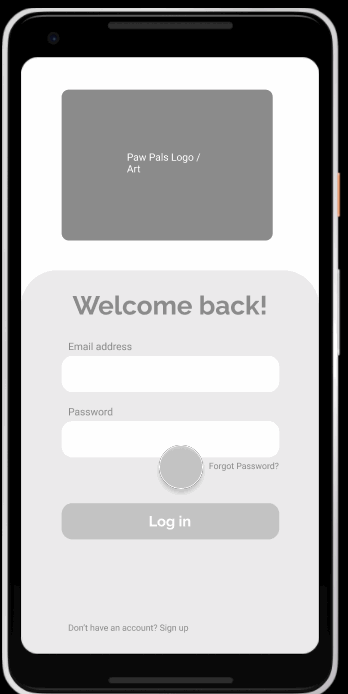 Paw Pals Logo /
Art
Welcome back!
Email address
Password
Forgot Password?
Log in
Don't have an account? Sign up